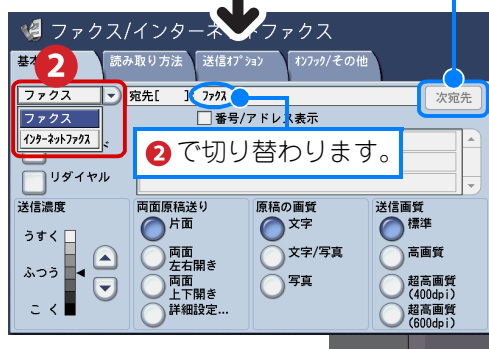 ファクス/インターネットファクス
基本
読み取り方法
送信ｵﾌﾟｼｮﾝ
ｵﾝﾌｯｸ/その他
2
ファクス
宛先[ ]
ﾌｧｸｽ
次宛先
ファクス
ｲﾝﾀｰﾈｯﾄﾌｧｸｽ
番号/アドレス表示
ド
2で切り替わります。
リダイヤル
送信濃度
うすく
ふつう
こく
両面原稿送り
片面
両面
左右開き
両面
上下開き
詳細設定...
原稿の画質
文字
文字/写真
写真
送信画質
標準
高画質
超高画質
(400dpi)
超高画質
(600dpi)